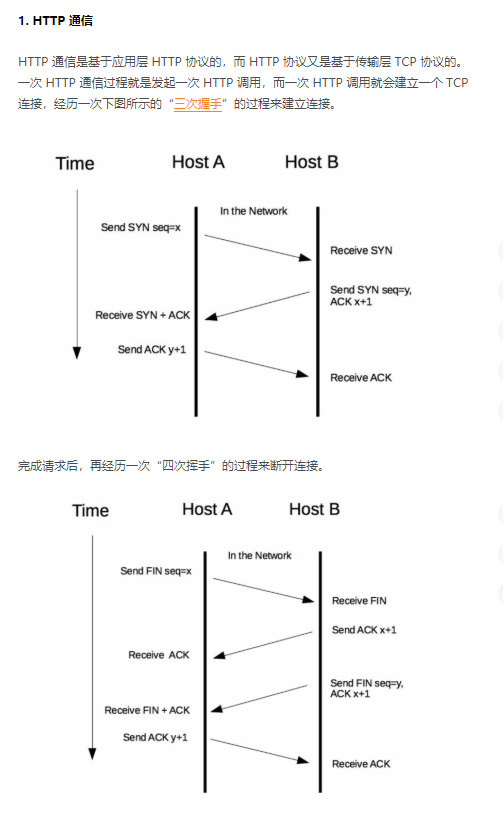 1. HTTP 通信
HTTP 通信是基于应用层 HTTP 协议的，而 HTTP 协议又是基于传输层 TCP 协议的。
一次 HTTP 通信过程就是发起一次 HTTP 调用，而一次 HTTP 调用就会建立一个 TCP
连接，经历一次下图所示的“三次握手”的过程来建立连接。
Time
Host A
Host B
In the Network
Send SYN seq=x
Receive SYN
Send SYN seq=y,
ACK x+1
Receive SYN + ACK
Send ACK y+1
Receive ACK
完成请求后，再经历一次“四次挥手”的过程来断开连接。
Time
Host A
Host B
In the Network
Send FIN seq=x
Receive FIN
Send ACK x+1
Receive ACK
Send FIN seq=y,
ACK x+1
Receive FIN + ACK
Send ACK y+1
Receive ACK